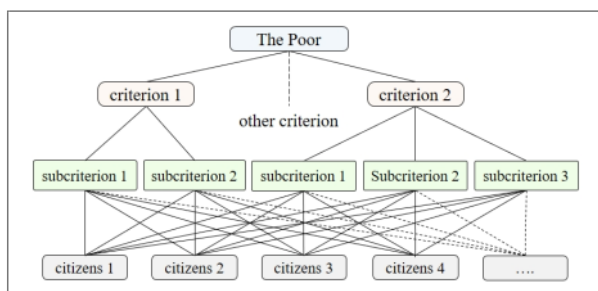 The Poor
criterion 1
criterion 2
other criterion
subcriterion 1
subcriterion 2
subcriterion 1
Subcriterion 2
subcriterion 3
citizens 1
citizens 2
citizens 3
citizens 4
....